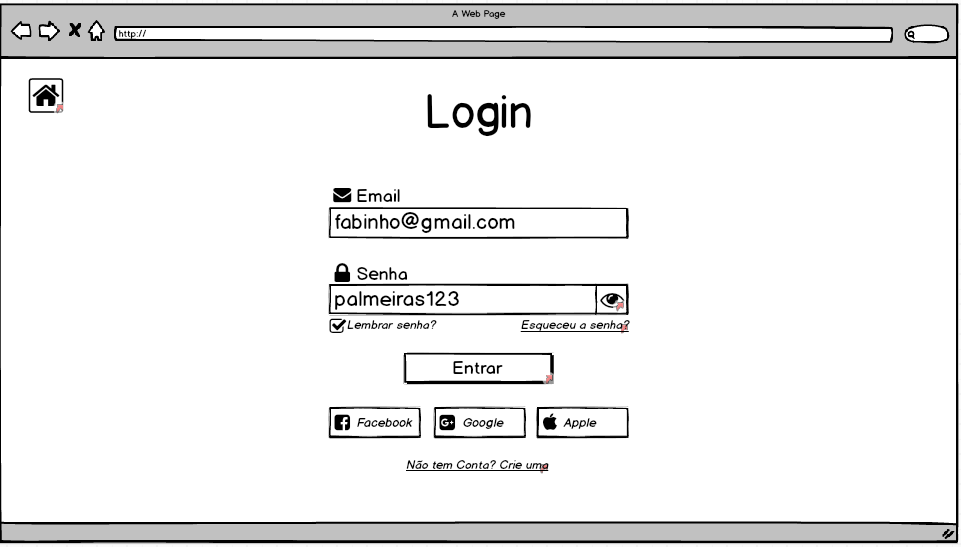 A Web Page
http://
Login
Email
fabinho@gmail.com
Senha
palmeiras123
Lembrar senha? Esqueceu a senha?
Entrar
Facebook Google Apple
Não tem Conta? Crie uma